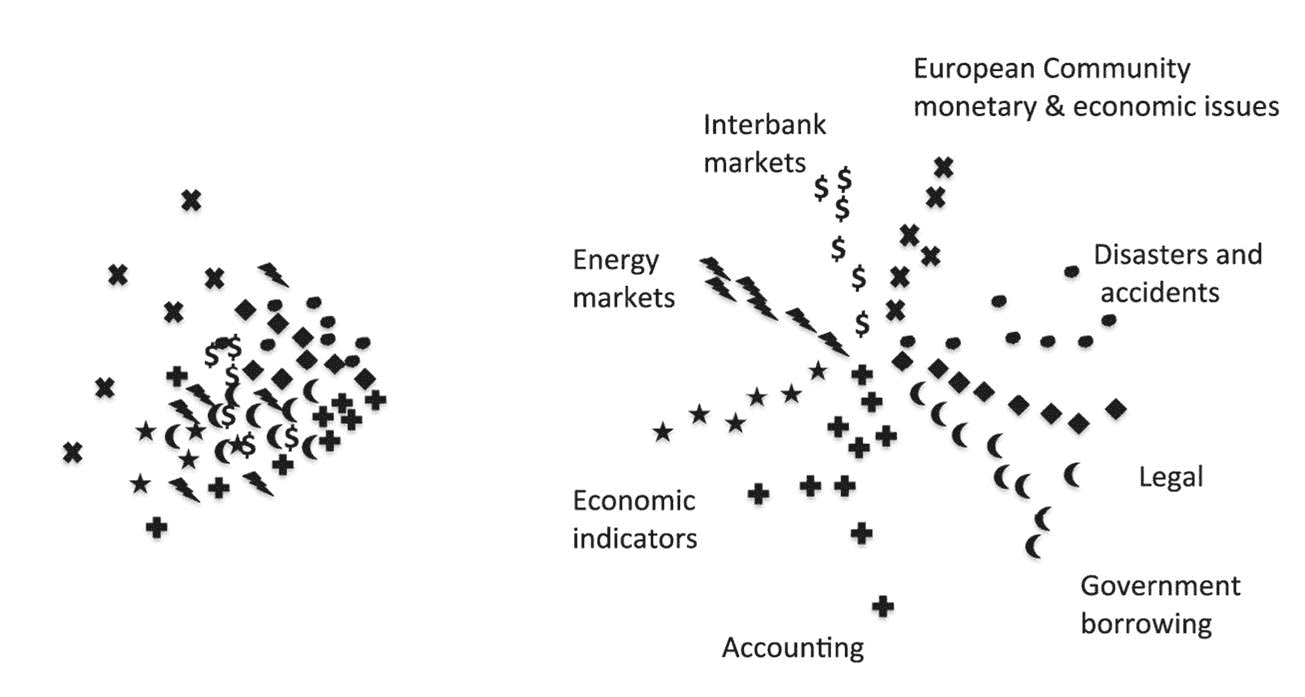 European Community
monetary & economic issues
Interbank
markets
Energy
markets
Disasters and
accidents
Legal
Economic
indicators
Government
borrowing
Accounting